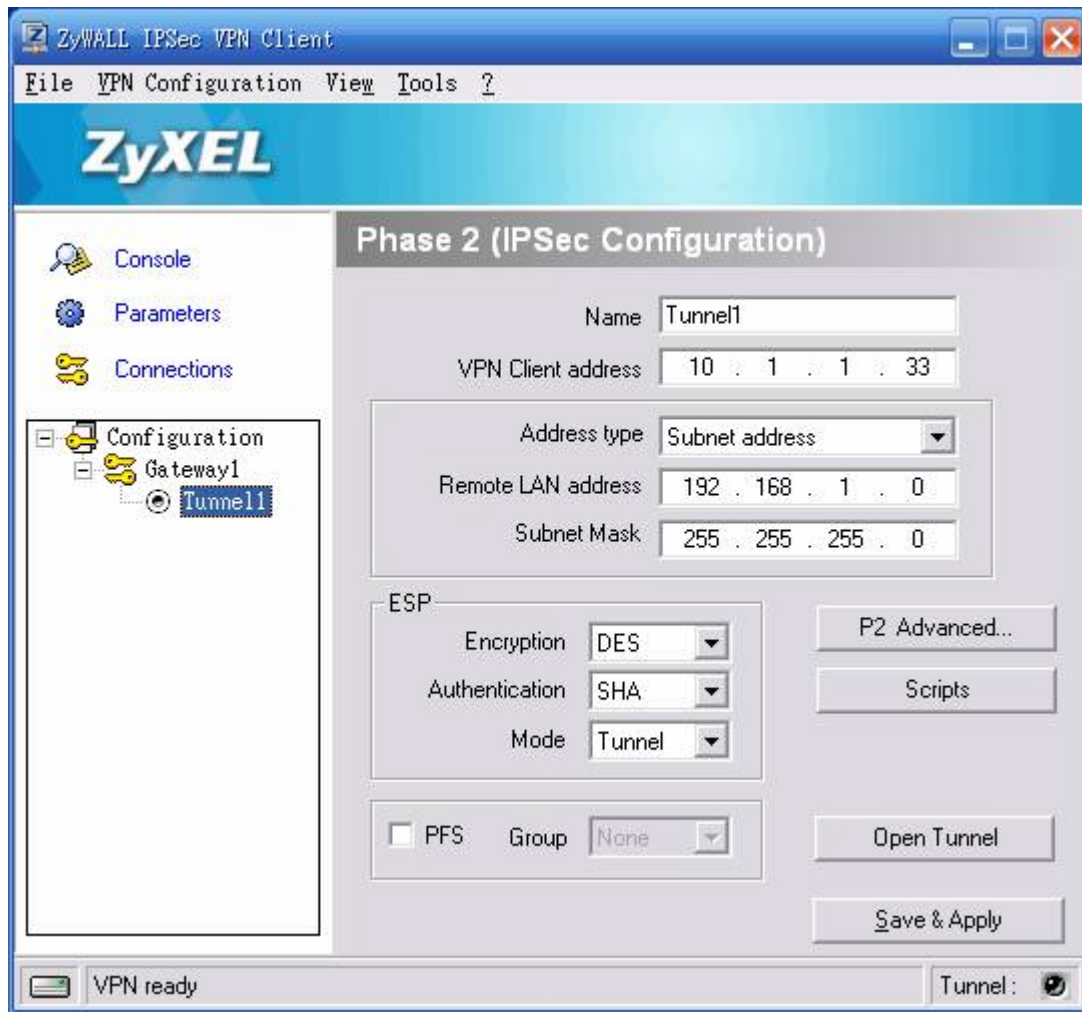 ZyWALL IPSec VPN Client
File VPN Configuration View Tools ?
ZyXEL
Console
Parameters
Connections
Configuration
Gateway1
Tunnel1
Phase 2 (IPSec Configuration)
Name Tunnel1
VPN Client address 10 . 1 . 1 . 33
Address type Subnet address
Remote LAN address 192 . 168 . 1 . 0
Subnet Mask 255 . 255 . 255 . 0
ESP
Encryption DES
Authentication SHA
Mode Tunnel
P2 Advanced...
Scripts
PFS Group None
Open Tunnel
Save & Apply
VPN ready Tunnel :